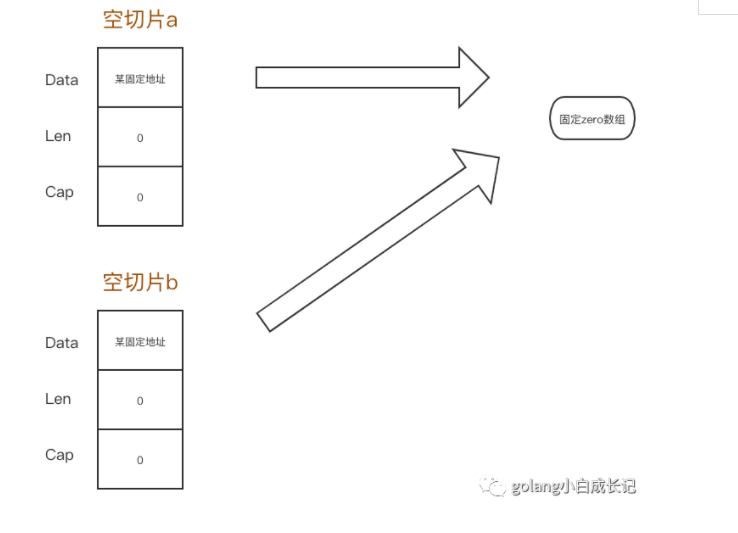 空切片a
Data
某固定地址
固定zero数组
Len
0
Cap
0
空切片b
Data
某固定地址
Len
0
Cap
0
golang小白成长记